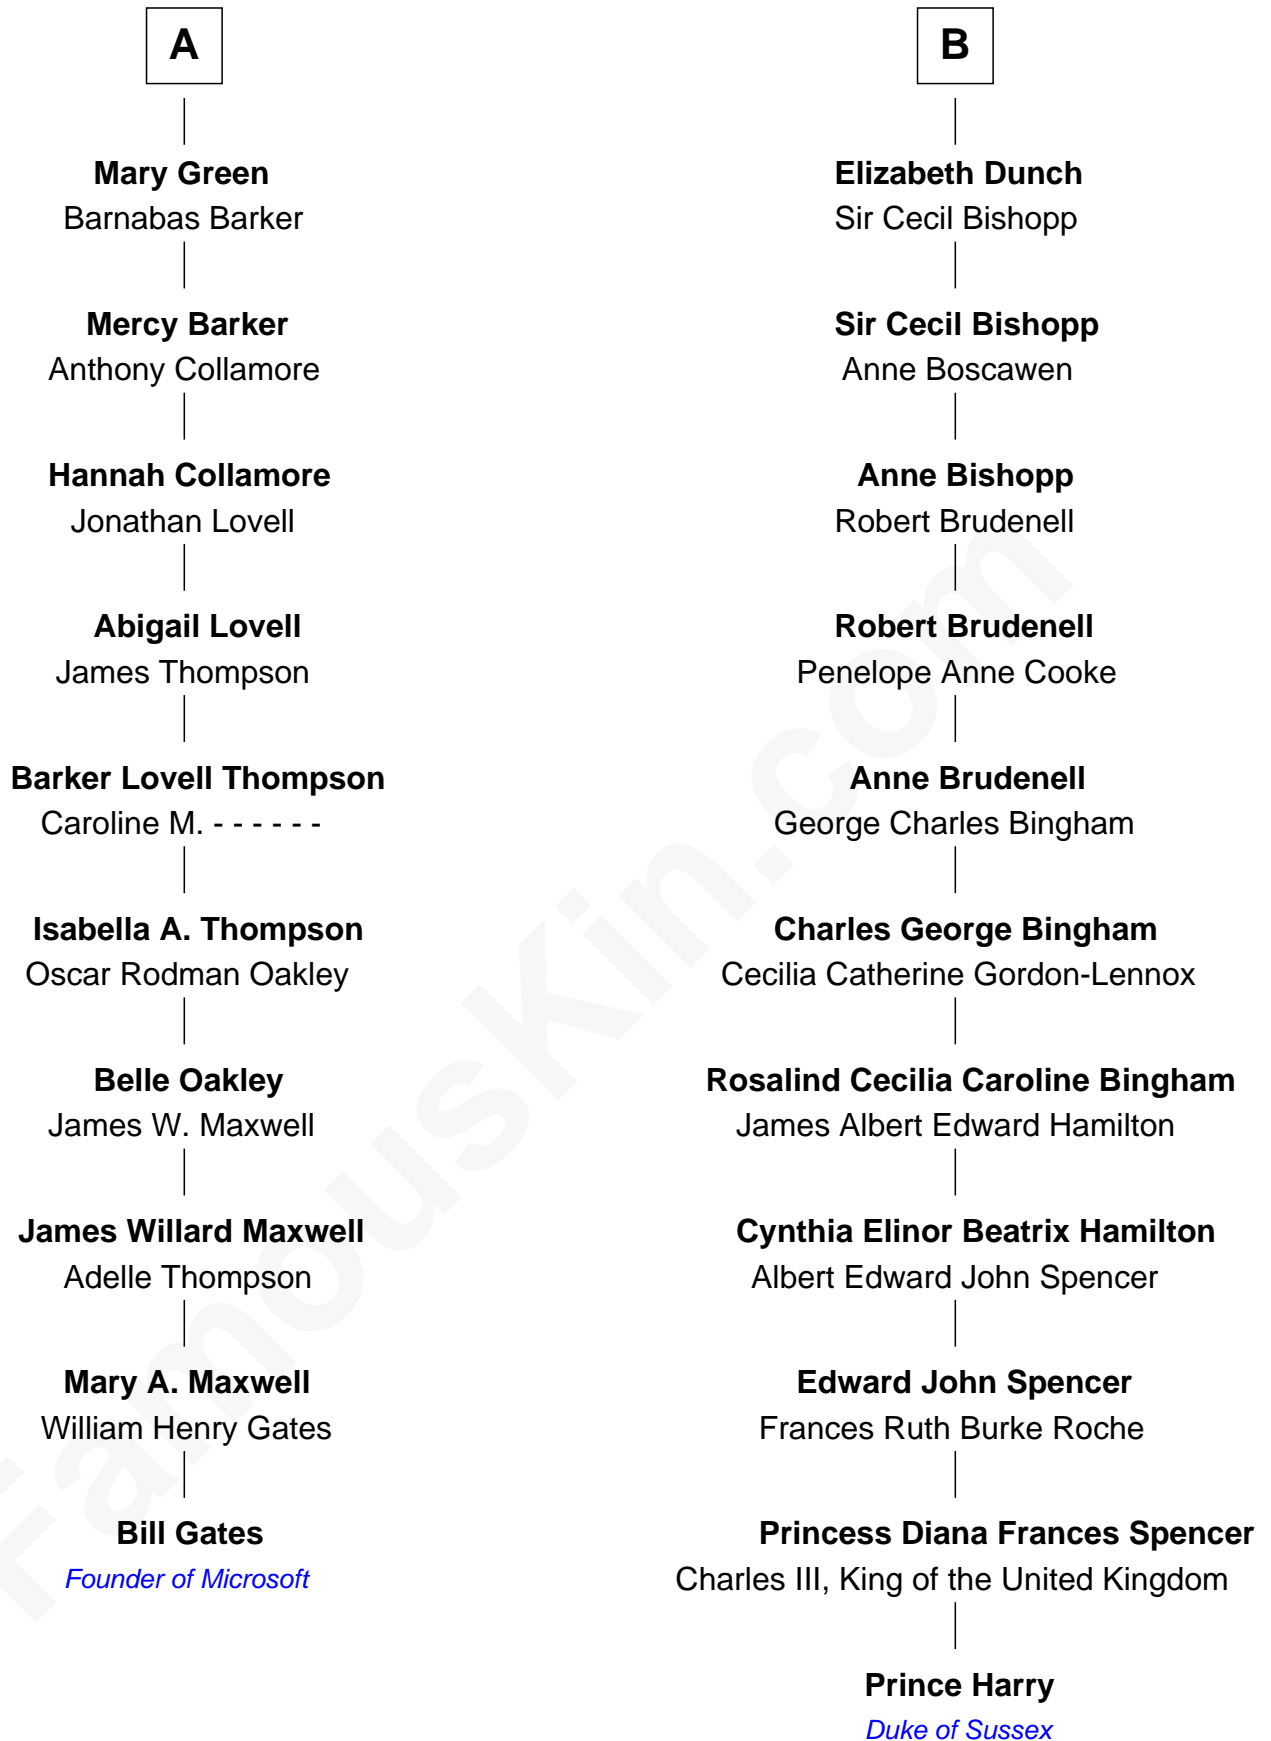 A
Mary Green
Barnabas Barker
Mercy Barker
Anthony Collamore
Hannah Collamore
Jonathan Lovell
Abigail Lovell
James Thompson
Barker Lovell Thompson
Caroline M. - - - - - -
Isabella A. Thompson
Oscar Rodman Oakley
Belle Oakley
James W. Maxwell
James Willard Maxwell
Adelle Thompson
Mary A. Maxwell
William Henry Gates
Bill Gates
Founder of Microsoft
B
Elizabeth Dunch
Sir Cecil Bishopp
Sir Cecil Bishopp
Anne Boscawen
Anne Bishopp
Robert Brudenell
Robert Brudenell
Penelope Anne Cooke
Anne Brudenell
George Charles Bingham
Charles George Bingham
Cecilia Catherine Gordon-Lennox
Rosalind Cecilia Caroline Bingham
James Albert Edward Hamilton
Cynthia Elinor Beatrix Hamilton
Albert Edward John Spencer
Edward John Spencer
Frances Ruth Burke Roche
Princess Diana Frances Spencer
Charles III, King of the United Kingdom
Prince Harry
Duke of Sussex
FamousKin.com